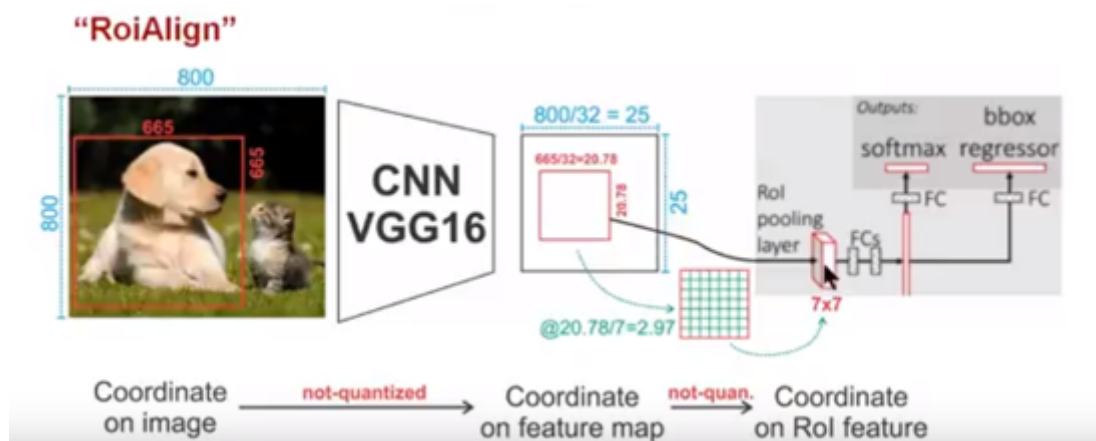 “RoiAlign”
800
800
665
665
CNN
VGG16
800/32 = 25
25
665/32=20.78
20.78
@20.78/7=2.97
Outputs:
softmax
bbox
regressor
FC
FC
RoI
pooling
layer
FCs
7x7
Coordinate
on image
not-quantized
Coordinate
on feature map
not-quan.
Coordinate
on RoI feature